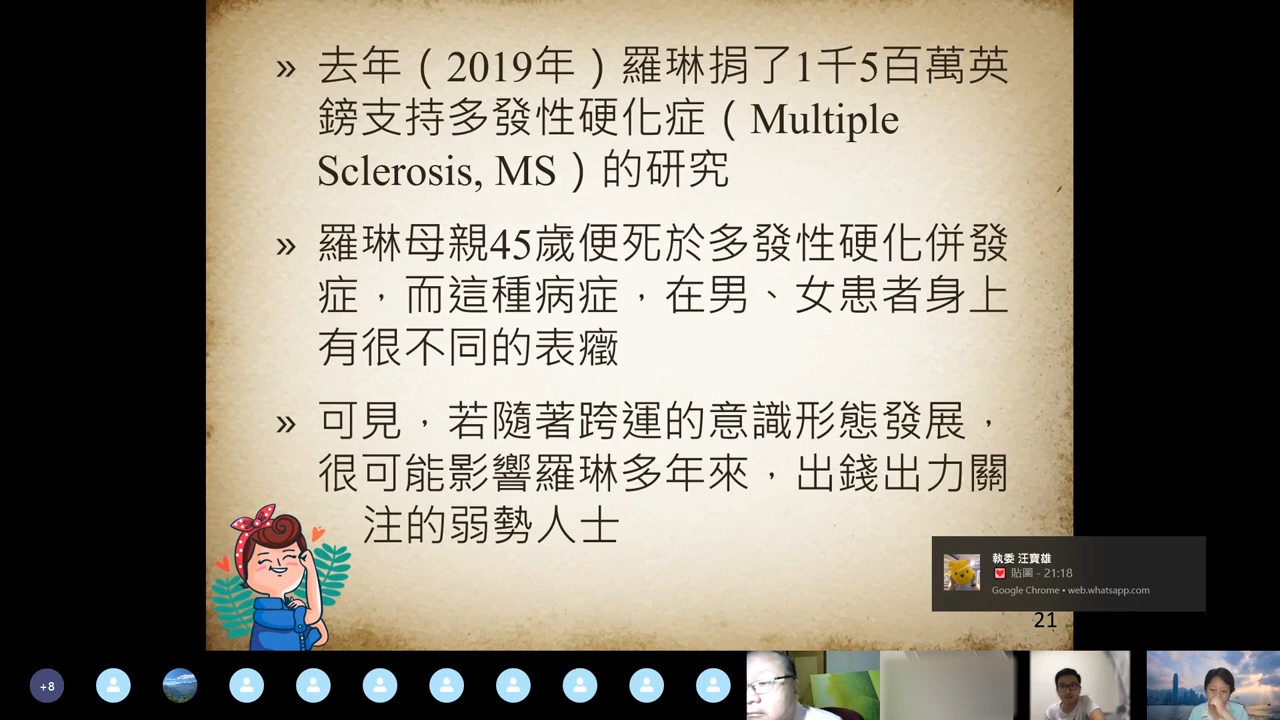 » 去年（2019年）羅琳捐了1千5百萬英
鎊支持多發性硬化症（Multiple
Sclerosis, MS）的研究
» 羅琳母親45歲便死於多發性硬化併發
症，而這種病症，在男、女患者身上
有很不同的表癥
» 可見，若隨著跨運的意識形態發展，
很可能影響羅琳多年來，出錢出力關
注的弱勢人士
執委 汪寶雄
貼圖 - 21:18
Google Chrome • web.whatsapp.com
21
+8